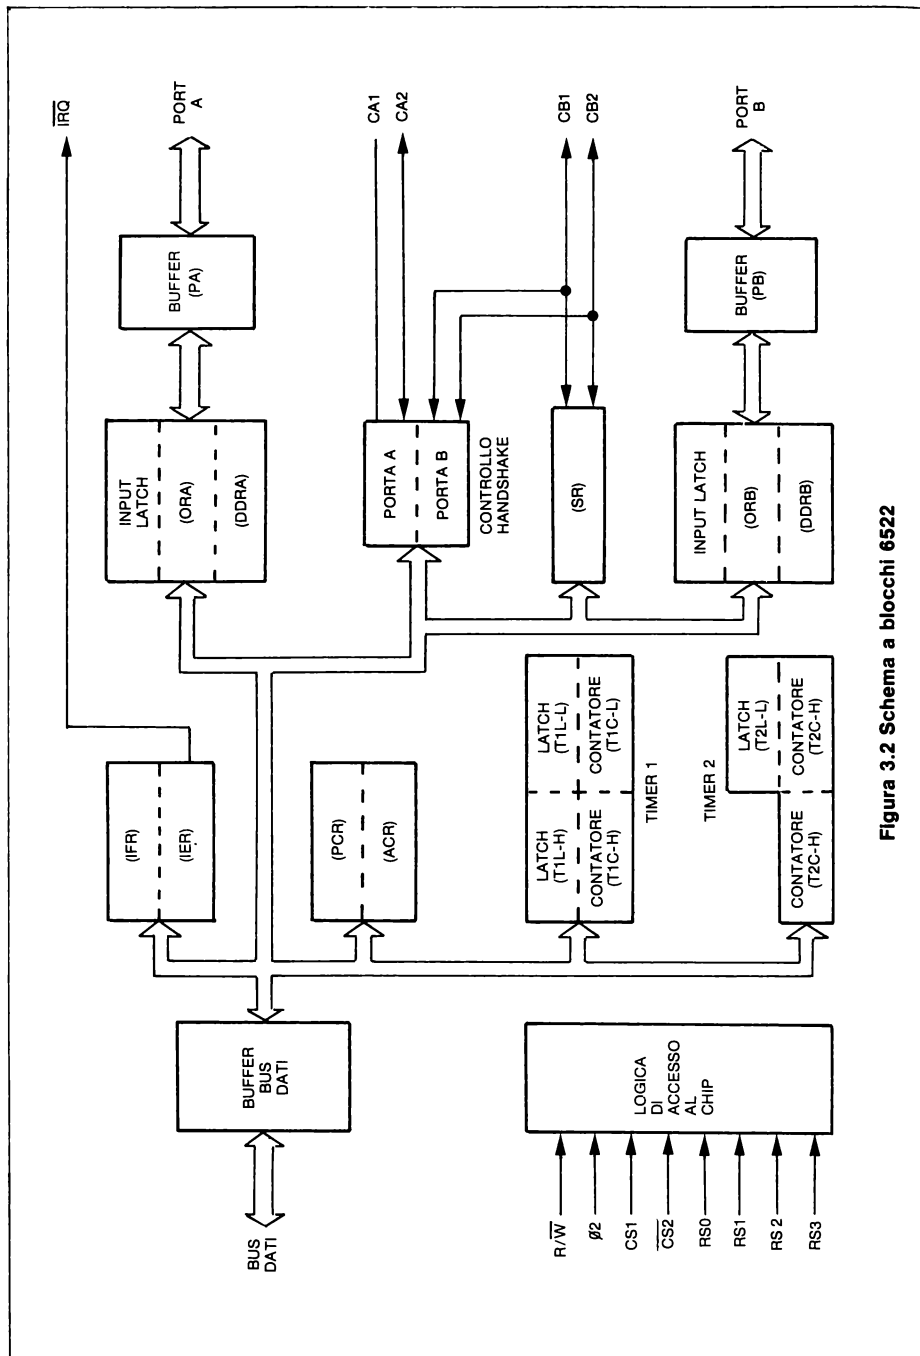 BUS
DATI
BUFFER
BUS
DATI
(IFR)
(IER)
IRQ
INPUT
LATCH
(ORA)
(DDRA)
BUFFER
(PA)
PORT
A
(PCR)
(ACR)
PORTA A
PORTA B
CONTROLLO
HANDSHAKE
CA1
CA2
CB1
CB2
R/W
ø2
CS1
CS2
RS0
RS1
RS 2
RS3
LOGICA
DI
ACCESSO
AL
CHIP
LATCH
(T1L-H)
LATCH
(T1L-L)
CONTATORE
(T1C-H)
CONTATORE
(T1C-L)
TIMER 1
(SR)
TIMER 2
LATCH
(T2L-L)
CONTATORE
(T2C-H)
CONTATORE
(T2C-H)
INPUT LATCH
(ORB)
(DDRB)
BUFFER
(PB)
PORT
B
Figura 3.2 Schema a blocchi 6522